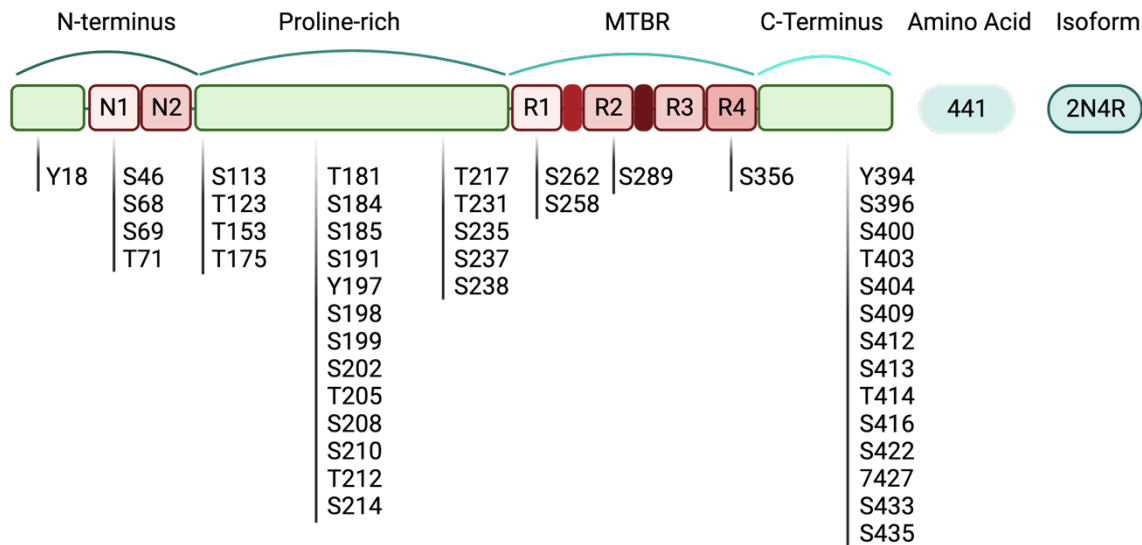 N-terminus Proline-rich MTBR C-Terminus Amino Acid Isoform
N1 N2 R1 R2 R3 R4 441 2N4R
Y18
S46
S68
S69
T71
S113
T123
T153
T175
T181
S184
S185
S191
Y197
S198
S199
S202
T205
S208
S210
T212
S214
T217
T231
S235
S237
S238
S262
S258
S289
S356
Y394
S396
S400
T403
S404
S409
S412
S413
T414
S416
S422
7427
S433
S435